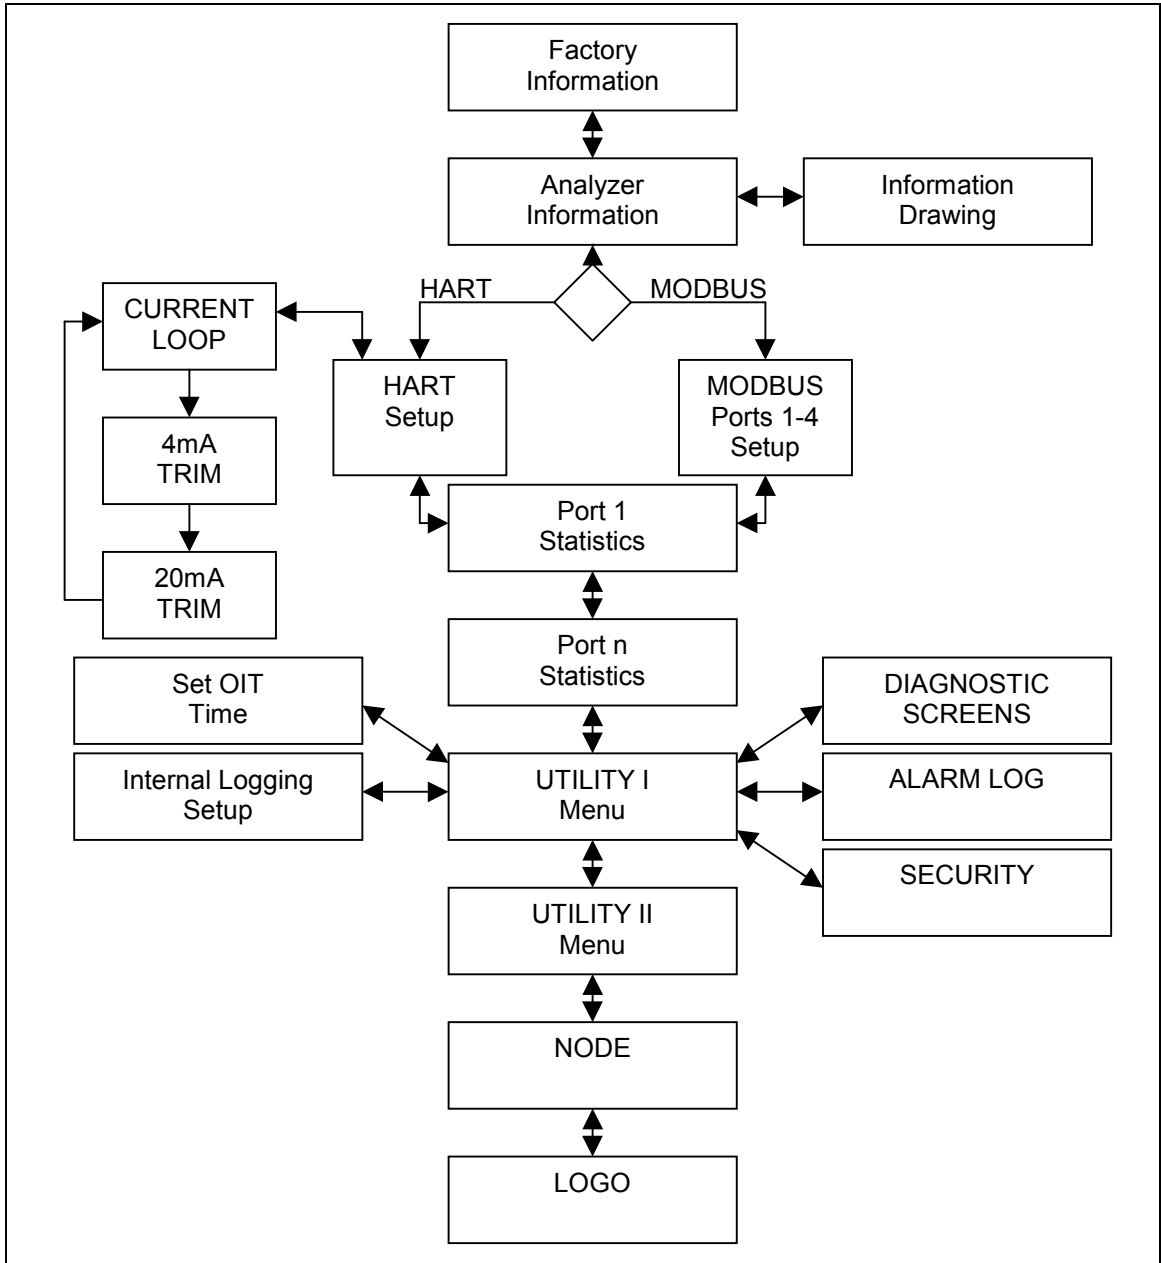 Factory
Information
Analyzer
Information
Information
Drawing
HART
MODBUS
CURRENT
LOOP
HART
Setup
MODBUS
Ports 1-4
Setup
4mA
TRIM
Port 1
Statistics
20mA
TRIM
Port n
Statistics
Set OIT
Time
DIAGNOSTIC
SCREENS
Internal Logging
Setup
UTILITY I
Menu
ALARM LOG
SECURITY
UTILITY II
Menu
NODE
LOGO